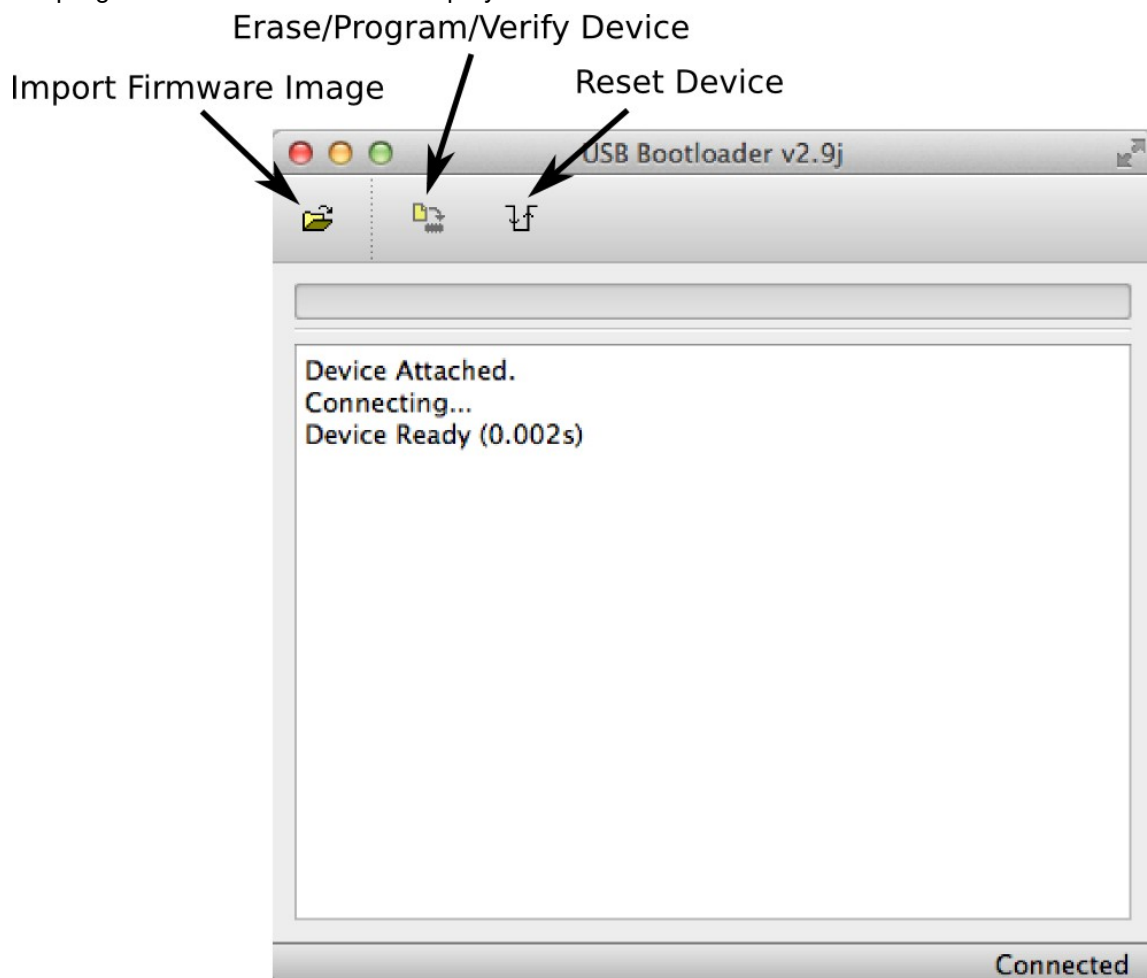 Erase/Program/Verify Device
Import Firmware Image
Reset Device
USB Bootloader v2.9j
Device Attached.
Connecting...
Device Ready (0.002s)
Connected